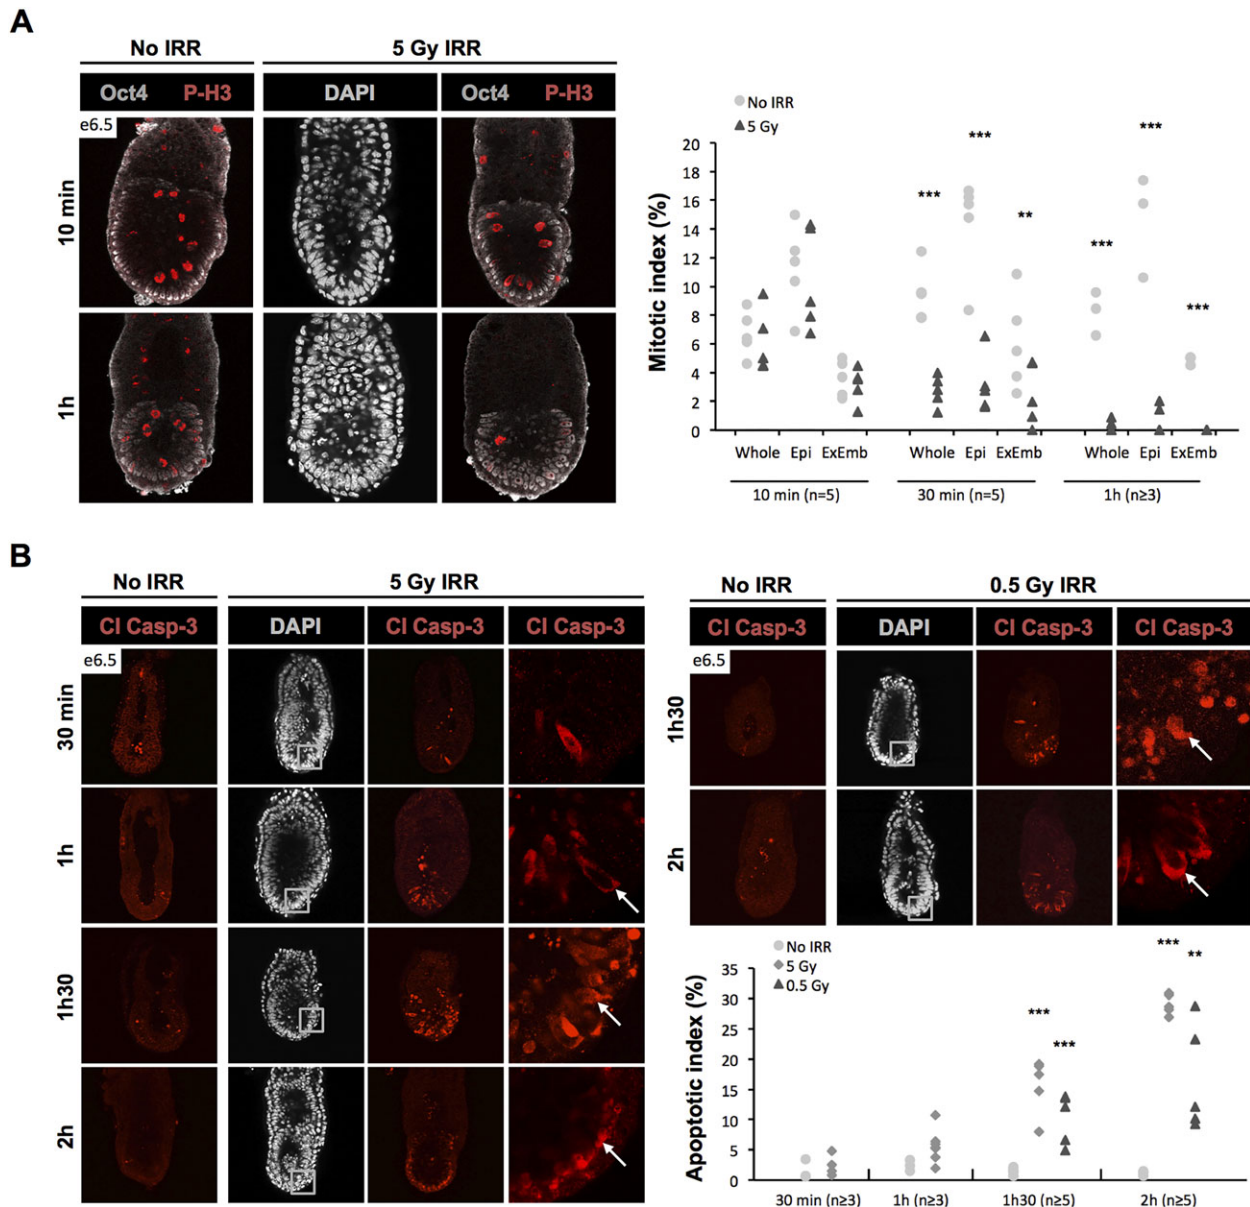 A
No IRR
5 Gy IRR
Oct4 P-H3
DAPI
Oct4 P-H3
e6.5
10 min
1h
No IRR
5 Gy
Mitotic index (%)
20
18
16
14
12
10
8
6
4
2
0
***
***
**
***
***
***
Whole Epi ExEmb
Whole Epi ExEmb
Whole Epi ExEmb
10 min (n=5)
30 min (n=5)
1h (n≥3)
B
No IRR
5 Gy IRR
Cl Casp-3
DAPI
Cl Casp-3
Cl Casp-3
e6.5
30 min
1h
1h30
2h
No IRR
0.5 Gy IRR
Cl Casp-3
DAPI
Cl Casp-3
Cl Casp-3
e6.5
1h30
2h
No IRR
5 Gy
0.5 Gy
Apoptotic index (%)
35
30
25
20
15
10
5
0
***
***
***
**
30 min (n≥3)
1h (n≥3)
1h30 (n≥5)
2h (n≥5)